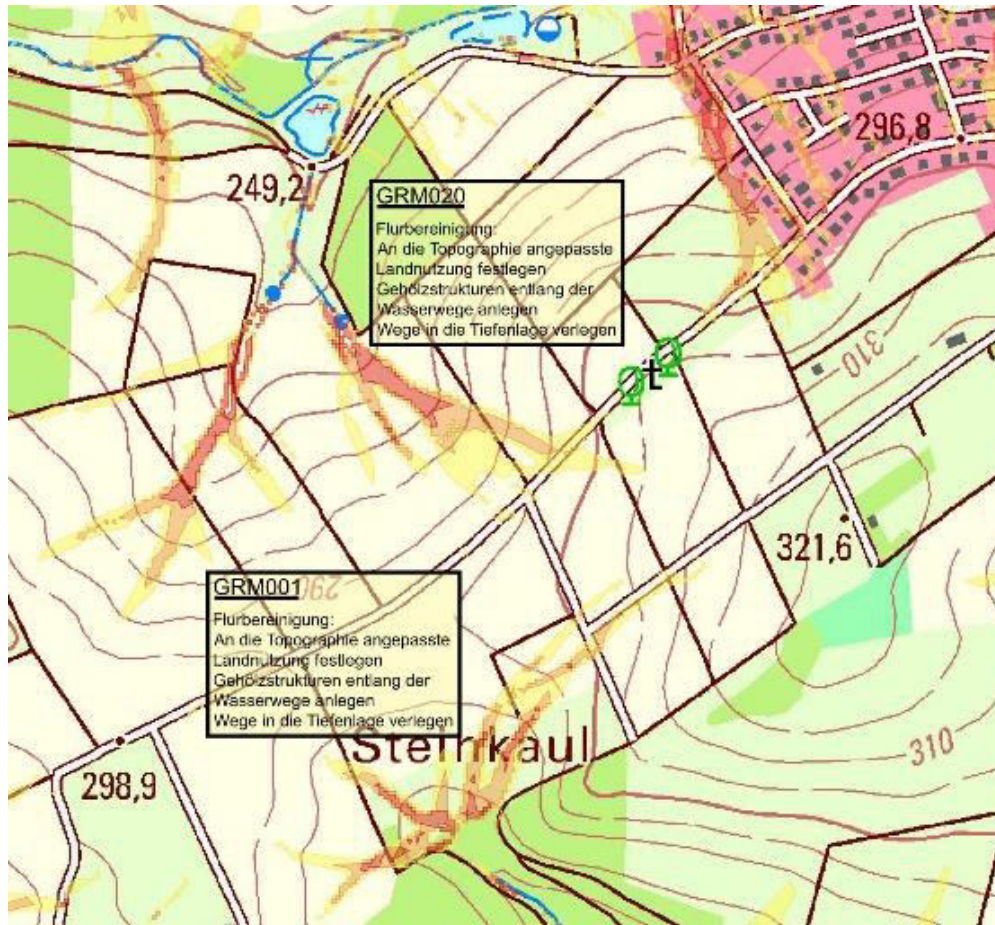 296,8
249,2
GRM020
Flurbereinigung:
An die Topographie angepasste
Landnutzung festlegen
Gehölzstrukturen entlang der
Wasserwege anlegen
Wege in die Tiefenlage verlegen
310
t
321,6
GRM001
290
Flurbereinigung:
An die Topographie angepasste
Landnutzung festlegen
Gehölzstrukturen entlang der
Wasserwege anlegen
Wege in die Tiefenlage verlegen
Steinkaul
310
298,9